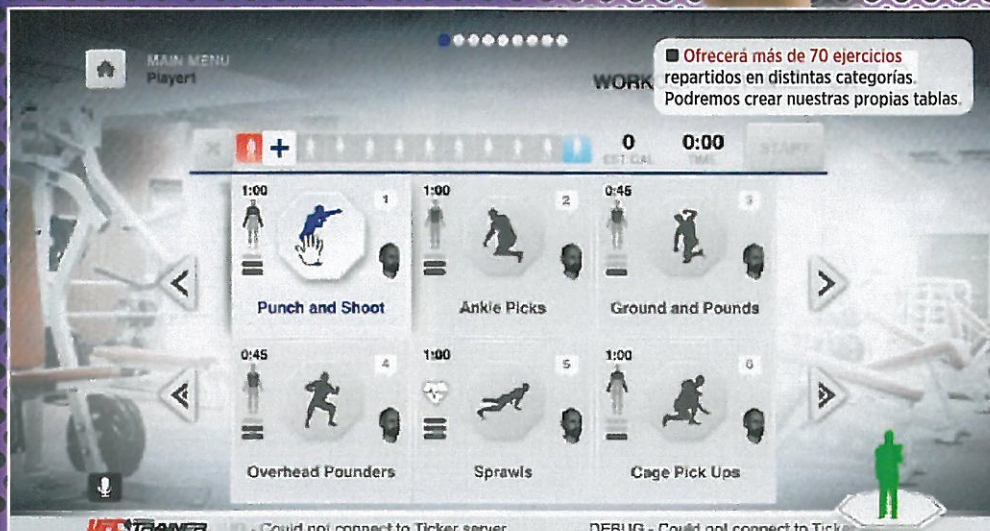 MAIN MENU
Player1
WORK
■ Ofrecerá más de 70 ejercicios
repartidos en distintas categorías.
Podremos crear nuestras propias tablas.
0
EST CAL
0:00
TIME
START
1:00
1
Punch and Shoot
1:00
2
Ankle Picks
0:45
3
Ground and Pounds
0:45
4
Overhead Pounders
1:00
5
Sprawls
1:00
6
Cage Pick Ups
UFC TRAINER
- Could not connect to Ticker server
DEBUG - Could not connect to Tick